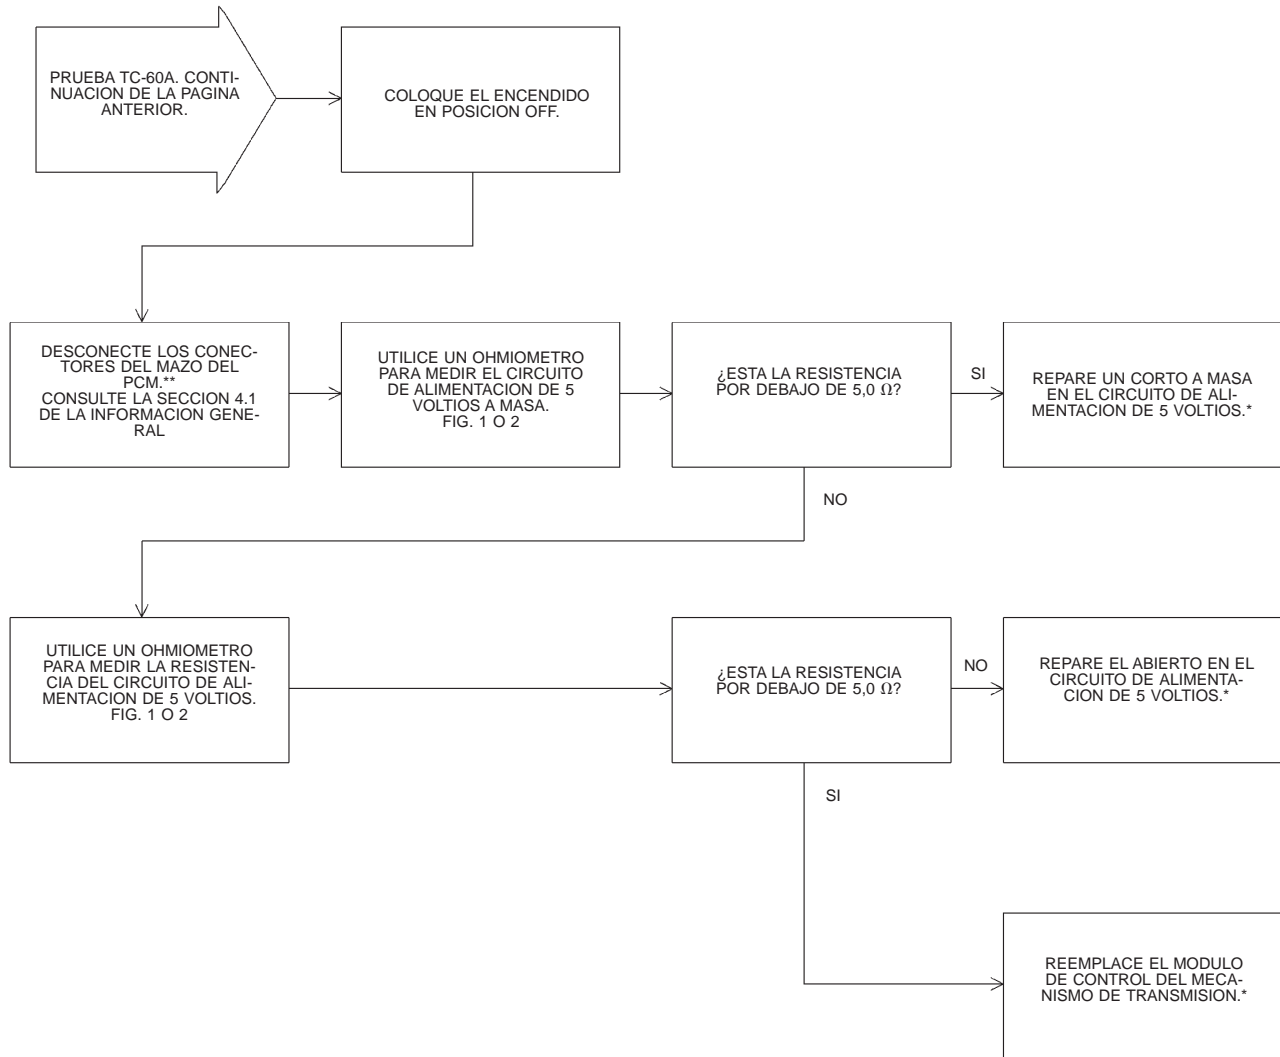 PRUEBA TC-60A. CONTI-
NUACION DE LA PAGINA
ANTERIOR.
COLOQUE EL ENCENDIDO
EN POSICION OFF.
DESCONECTE LOS CONEC-
TORES DEL MAZO DEL
PCM.**
CONSULTE LA SECCION 4.1
DE LA INFORMACION GENE-
RAL
UTILICE UN OHMIOMETRO
PARA MEDIR EL CIRCUITO
DE ALIMENTACION DE 5
VOLTIOS A MASA.
FIG. 1 O 2
¿ESTA LA RESISTENCIA
POR DEBAJO DE 5,0 Ω?
SI
REPARE UN CORTO A MASA
EN EL CIRCUITO DE ALI-
MENTACION DE 5 VOLTIOS.*
NO
UTILICE UN OHMIOMETRO
PARA MEDIR LA RESISTEN-
CIA DEL CIRCUITO DE ALI-
MENTACION DE 5 VOLTIOS.
FIG. 1 O 2
¿ESTA LA RESISTENCIA
POR DEBAJO DE 5,0 Ω?
NO
REPARE EL ABIERTO EN EL
CIRCUITO DE ALIMENTA-
CION DE 5 VOLTIOS.*
SI
REEMPLACE EL MODULO
DE CONTROL DEL MECA-
NISMO DE TRANSMISION.*